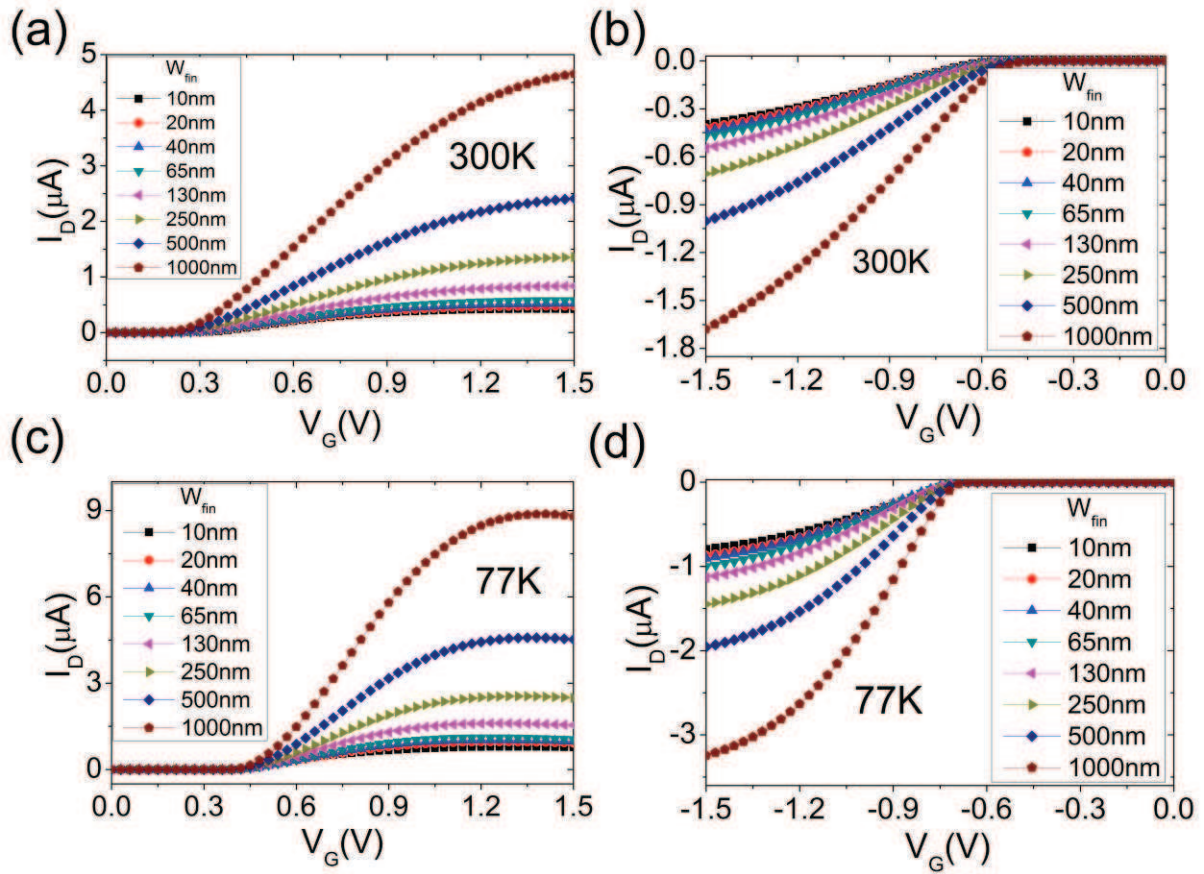 (a)
5
4
3
2
1
0
I_D(μA)
W_fin
10nm
20nm
40nm
65nm
130nm
250nm
500nm
1000nm
300K
0.0 0.3 0.6 0.9 1.2 1.5
V_G(V)
(b)
0.0
-0.3
-0.6
-0.9
-1.2
-1.5
-1.8
I_D(μA)
W_fin
10nm
20nm
40nm
65nm
130nm
250nm
500nm
1000nm
300K
-1.5 -1.2 -0.9 -0.6 -0.3 0.0
V_G(V)
(c)
9
6
3
0
I_D(μA)
W_fin
10nm
20nm
40nm
65nm
130nm
250nm
500nm
1000nm
77K
0.0 0.3 0.6 0.9 1.2 1.5
V_G(V)
(d)
0
-1
-2
-3
I_D(μA)
W_fin
10nm
20nm
40nm
65nm
130nm
250nm
500nm
1000nm
77K
-1.5 -1.2 -0.9 -0.6 -0.3 0.0
V_G(V)